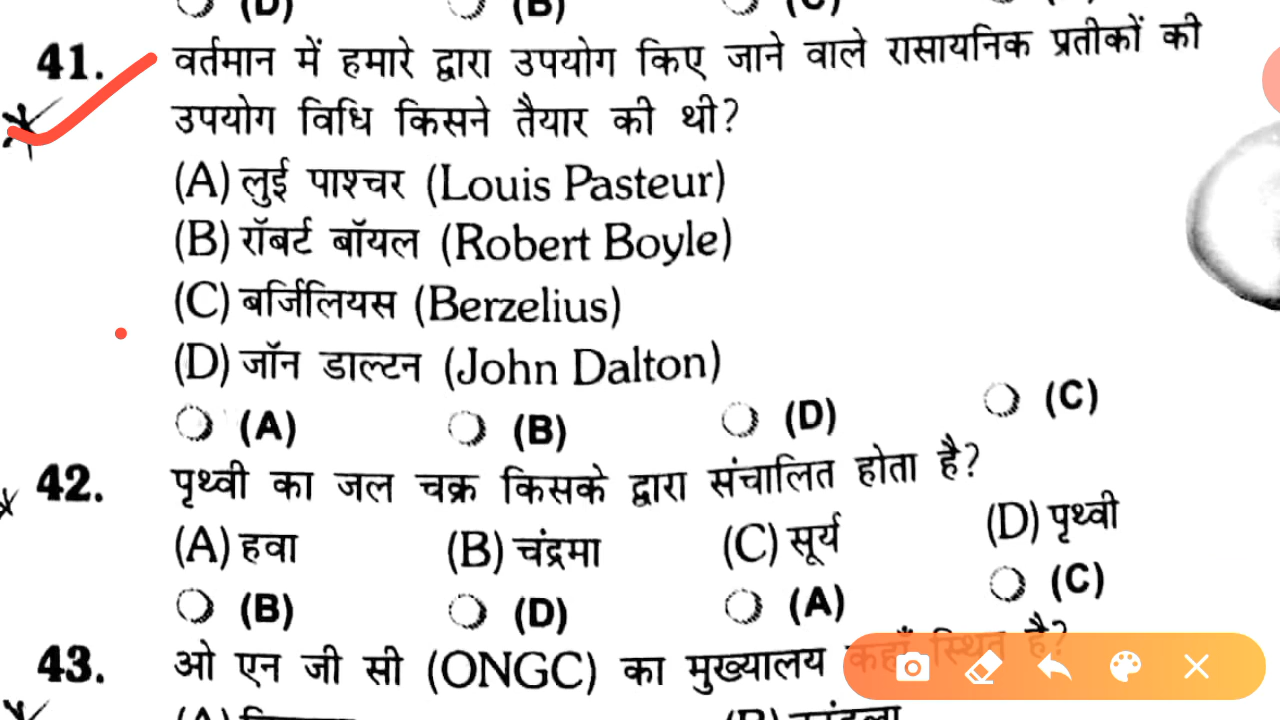 (D) (B) (C)
41. वर्तमान में हमारे द्वारा उपयोग किए जाने वाले रासायनिक प्रतीकों की
उपयोग विधि किसने तैयार की थी?
(A) लुई पाश्चर (Louis Pasteur)
(B) रॉबर्ट बॉयल (Robert Boyle)
(C) बर्जिलियस (Berzelius)
(D) जॉन डाल्टन (John Dalton)
(A) (B) (D) (C)
42. पृथ्वी का जल चक्र किसके द्वारा संचालित होता है?
(A) हवा (B) चंद्रमा (C) सूर्य (D) पृथ्वी
(B) (D) (A) (C)
43. ओ एन जी सी (ONGC) का मुख्यालय कहाँ स्थित है?